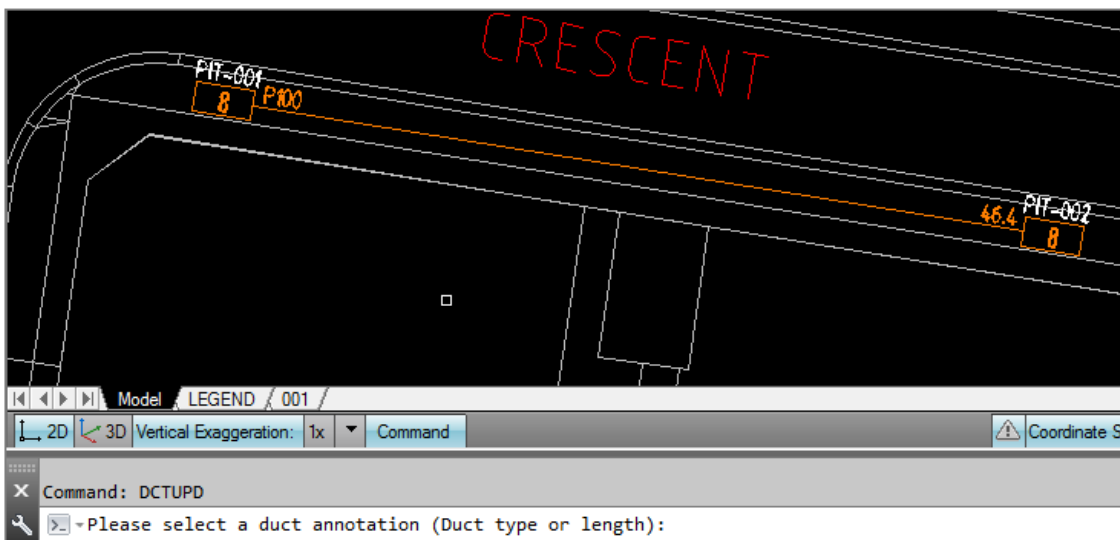 CRESCENT
PIT-001
8 P100
46.4 PIT-002
8
Model LEGEND 001
2D 3D Vertical Exaggeration: 1x Command Coordinate S
Command: DCTUPD
Please select a duct annotation (Duct type or length):